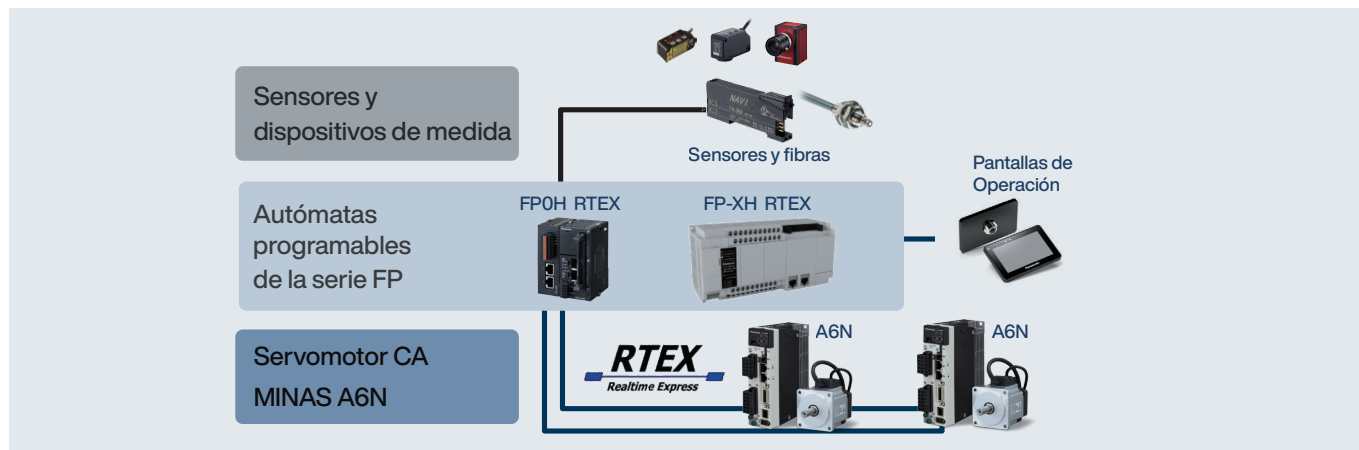 Sensores y
dispositivos de medida
NAVI
Sensores y fibras
Pantallas de
Operación
FP0H RTEX
FP-XH RTEX
Autómatas
programables
de la serie FP
A6N
A6N
Servomotor CA
MINAS A6N
RTEX
Realtime Express